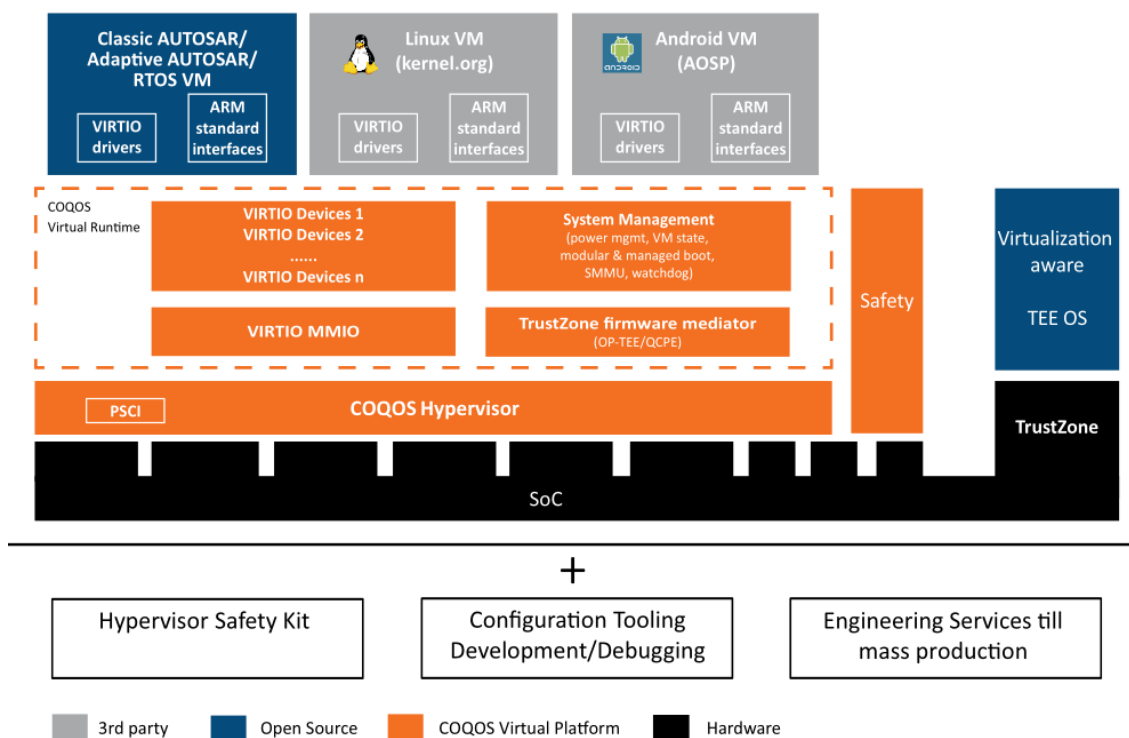 Classic AUTOSAR/
Adaptive AUTOSAR/
RTOS VM
VIRTIO
drivers
ARM
standard
interfaces
Linux VM
(kernel.org)
VIRTIO
drivers
ARM
standard
interfaces
Android VM
(AOSP)
ANDROID
VIRTIO
drivers
ARM
standard
interfaces
COQOS
Virtual Runtime
VIRTIO Devices 1
VIRTIO Devices 2
......
VIRTIO Devices n
System Management
(power mgmt, VM state,
modular & managed boot,
SMMU, watchdog)
VIRTIO MMIO
TrustZone firmware mediator
(OP-TEE/QCPE)
Safety
Virtualization
aware
TEE OS
PSCI
COQOS Hypervisor
TrustZone
SoC
+
Hypervisor Safety Kit
Configuration Tooling
Development/Debugging
Engineering Services till
mass production
3rd party
Open Source
COQOS Virtual Platform
Hardware